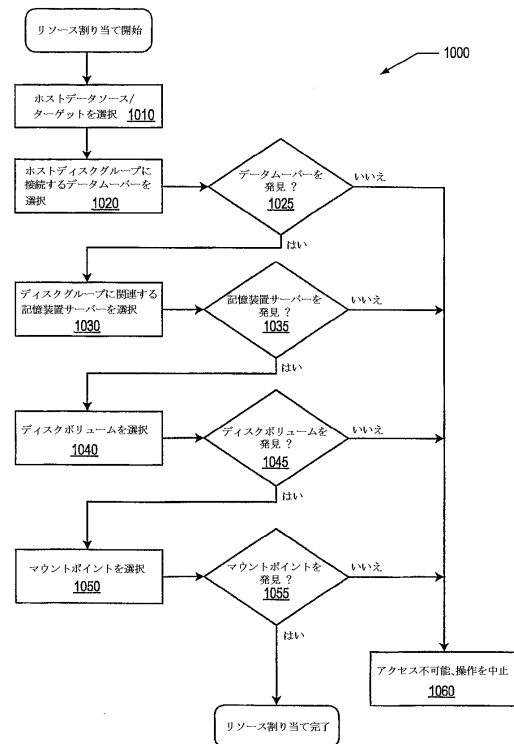 リソース割り当て開始
1000
ホストデータソース/
ターゲットを選択 1010
ホストディスクグループに
接続するデータムーバーを
選択 1020
データムーバーを
発見？
1025
いいえ
はい
ディスクグループに関連する
記憶装置サーバーを選択
1030
記憶装置サーバーを
発見？
1035
いいえ
はい
ディスクボリュームを選択
1040
ディスクボリュームを
発見？
1045
いいえ
はい
マウントポイントを選択
1050
マウントポイントを
発見？
1055
いいえ
はい
アクセス不可能、操作を中止
1060
リソース割り当て完了